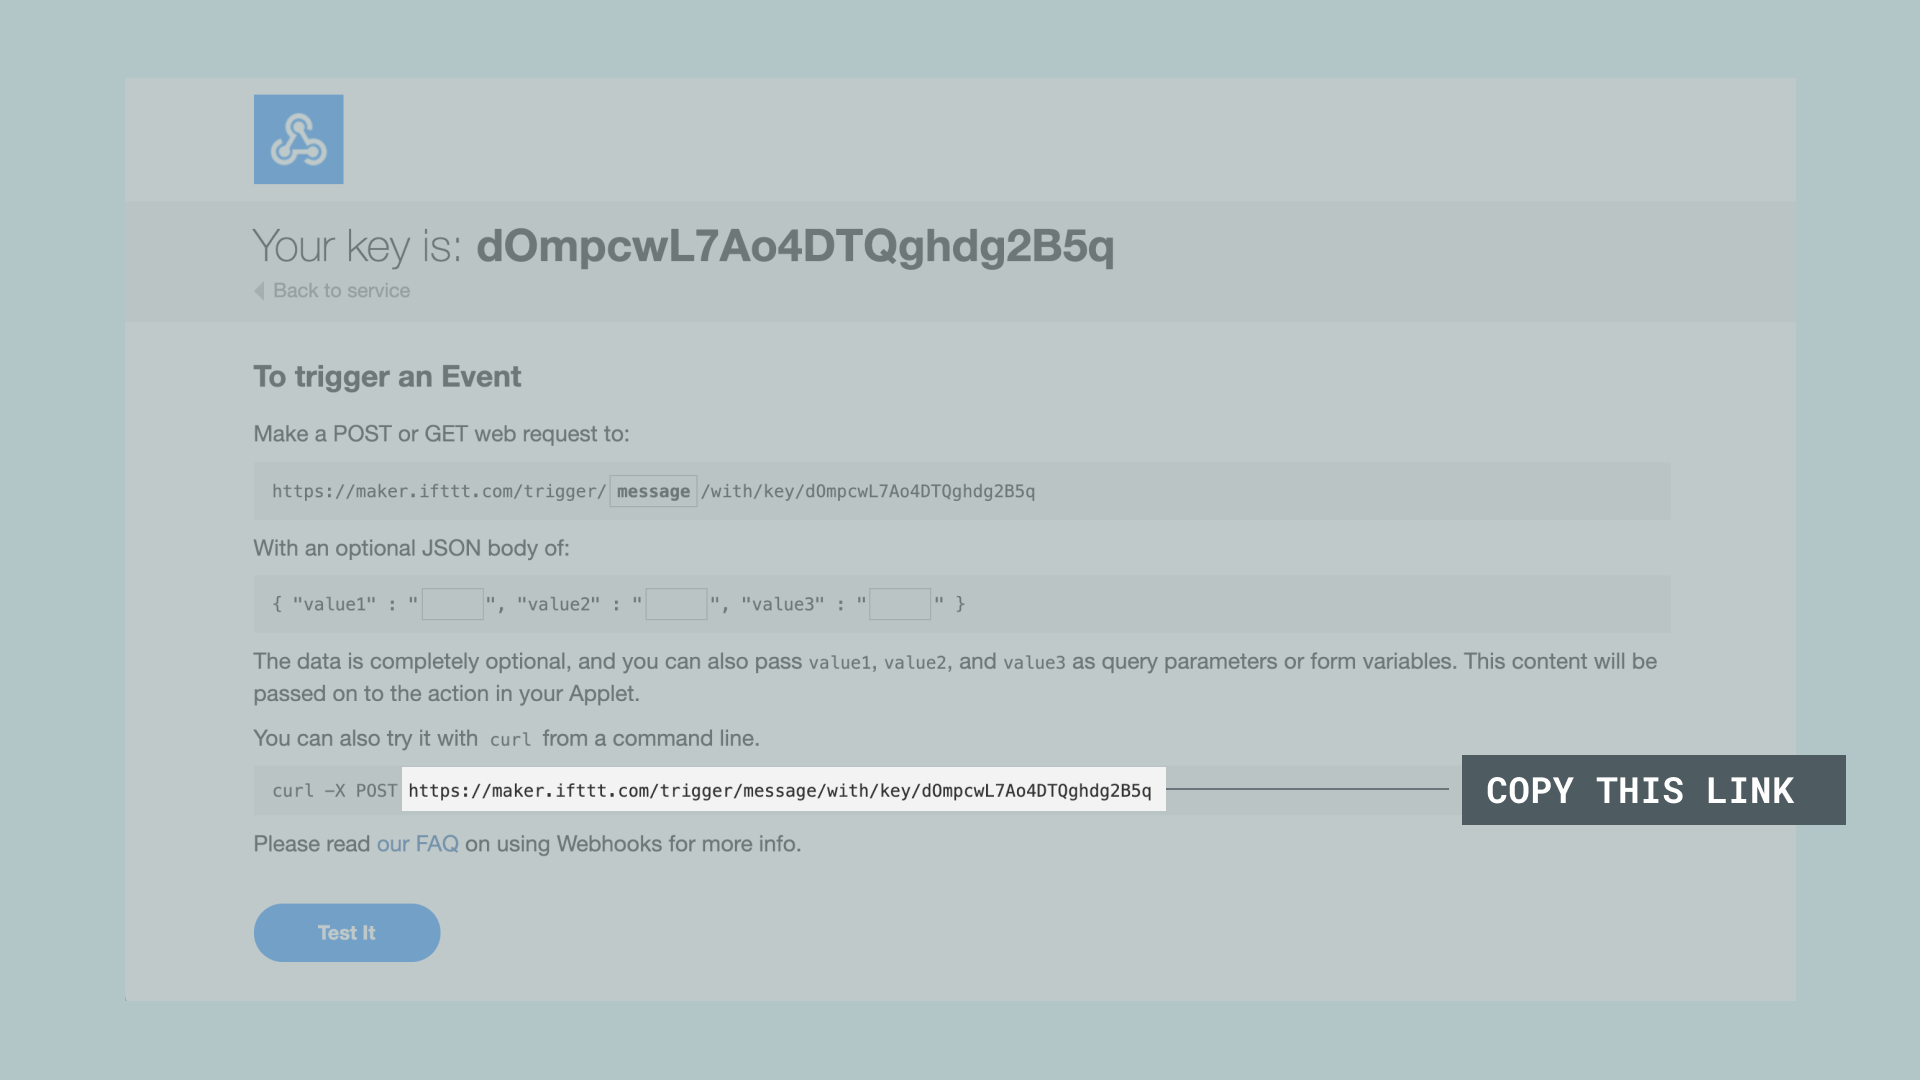 Your key is: dOmpcwL7Ao4DTQghdg2B5q
Back to service
To trigger an Event
Make a POST or GET web request to:
https://maker.ifttt.com/trigger/ message /with/key/dOmpcwL7Ao4DTQghdg2B5q
With an optional JSON body of:
{ "value1" : "", "value2" : "", "value3" : "" }
The data is completely optional, and you can also pass value1, value2, and value3 as query parameters or form variables. This content will be
passed on to the action in your Applet.
You can also try it with curl from a command line.
curl -X POST https://maker.ifttt.com/trigger/message/with/key/dOmpcwL7Ao4DTQghdg2B5q
COPY THIS LINK
Please read our FAQ on using Webhooks for more info.
Test It